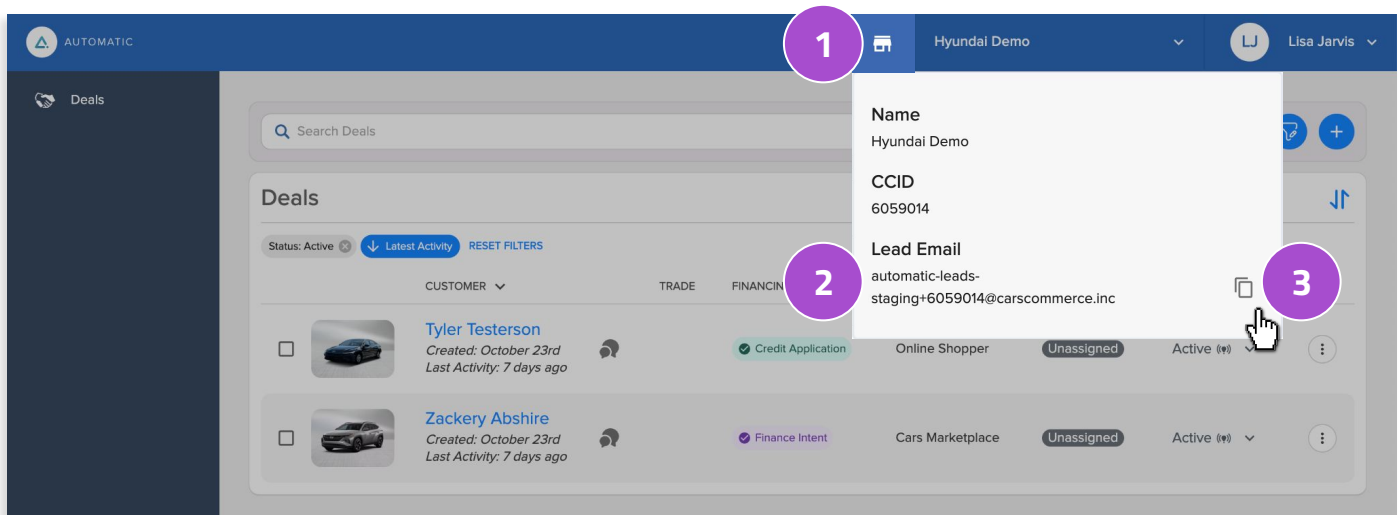 AUTOMATIC
1
Hyundai Demo
LJ
Lisa Jarvis
Deals
Search Deals
Name
Hyundai Demo
CCID
6059014
Deals
Lead Email
2
automatic-leads-
staging+6059014@carscommerce.inc
3
Status: Active
Latest Activity
RESET FILTERS
CUSTOMER
TRADE
Tyler Testerson
Created: October 23rd
Last Activity: 7 days ago
Credit Application
Online Shopper
Unassigned
Active
Zackery Abshire
Created: October 23rd
Last Activity: 7 days ago
Finance Intent
Cars Marketplace
Unassigned
Active